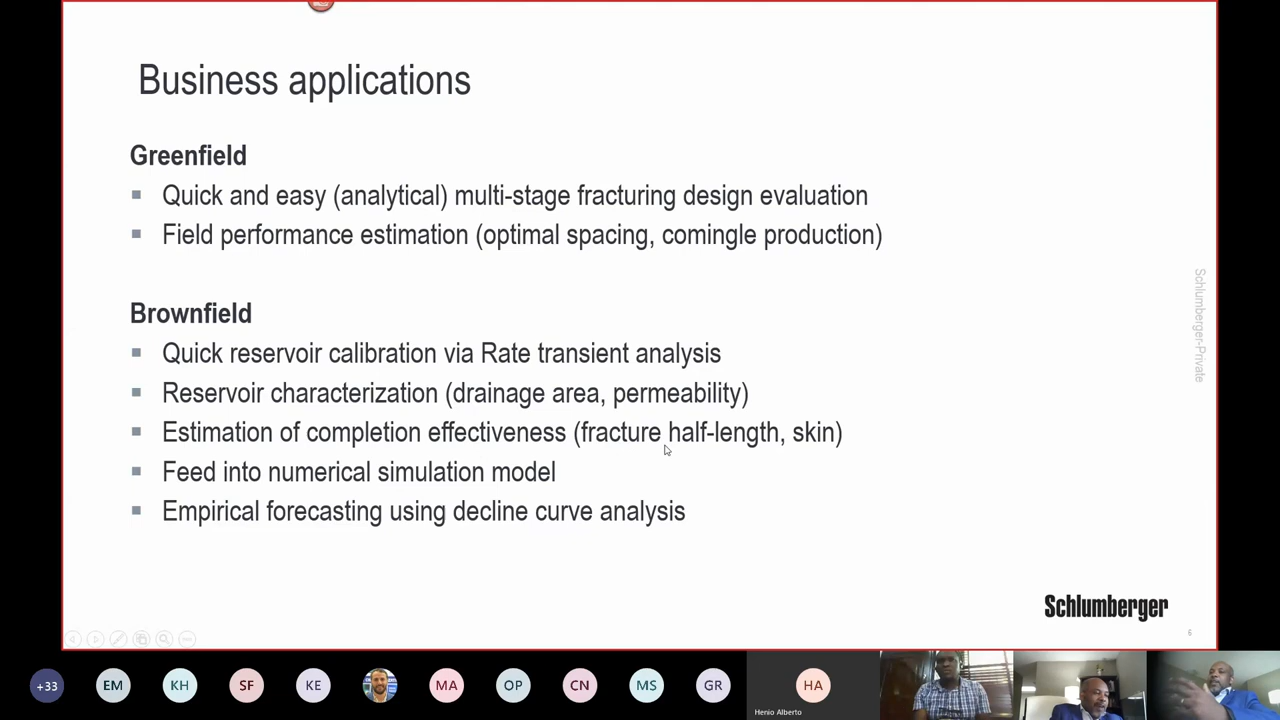 Business applications
Greenfield
Quick and easy (analytical) multi-stage fracturing design evaluation
Field performance estimation (optimal spacing, comingle production)
Brownfield
Quick reservoir calibration via Rate transient analysis
Reservoir characterization (drainage area, permeability)
Estimation of completion effectiveness (fracture half-length, skin)
Feed into numerical simulation model
Empirical forecasting using decline curve analysis
Schlumberger-Private
Schlumberger
6
+33
EM
KH
SF
KE
MA
OP
CN
MS
GR
HA
Henio Alberto